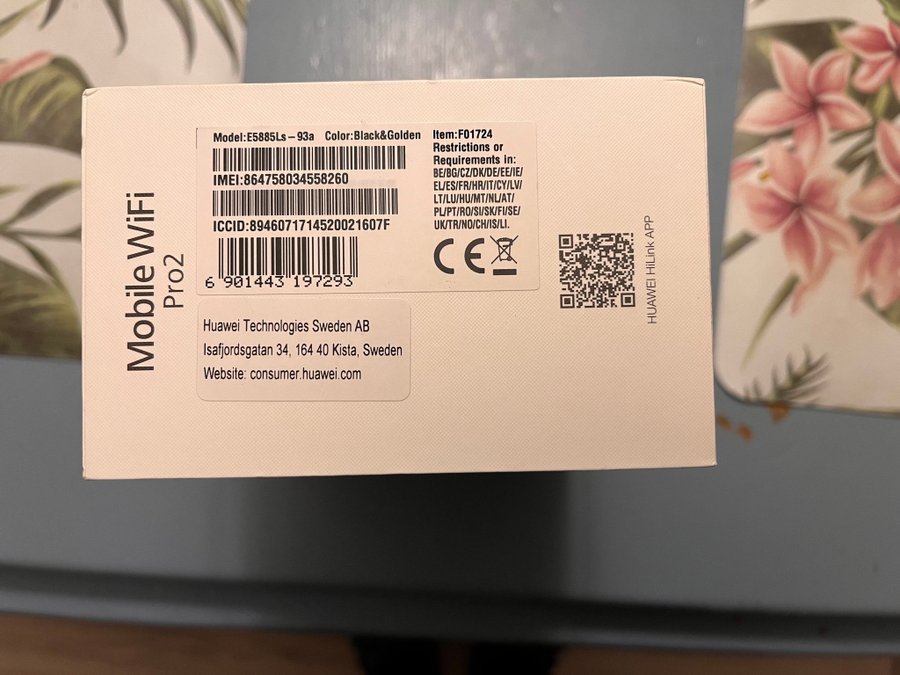 Mobile WiFi
Pro2
Model:E5885Ls-93a Color:Black&Golden
IMEI:864758034558260
ICCID:8946071714520021607F
6 901443 197293
Item:F01724
Restrictions or
Requirements in:
BE/BG/CZ/DK/DE/EE/IE/
EL/ES/FR/HR/IT/CY/LV/
LT/LU/HU/MT/NL/AT/
PL/PT/RO/SI/SK/FI/SE/
UK/TR/NO/CH/IS/LI.
CE
Huawei Technologies Sweden AB
Isafjordsgatan 34, 164 40 Kista, Sweden
Website: consumer.huawei.com
HUAWEI HiLink APP